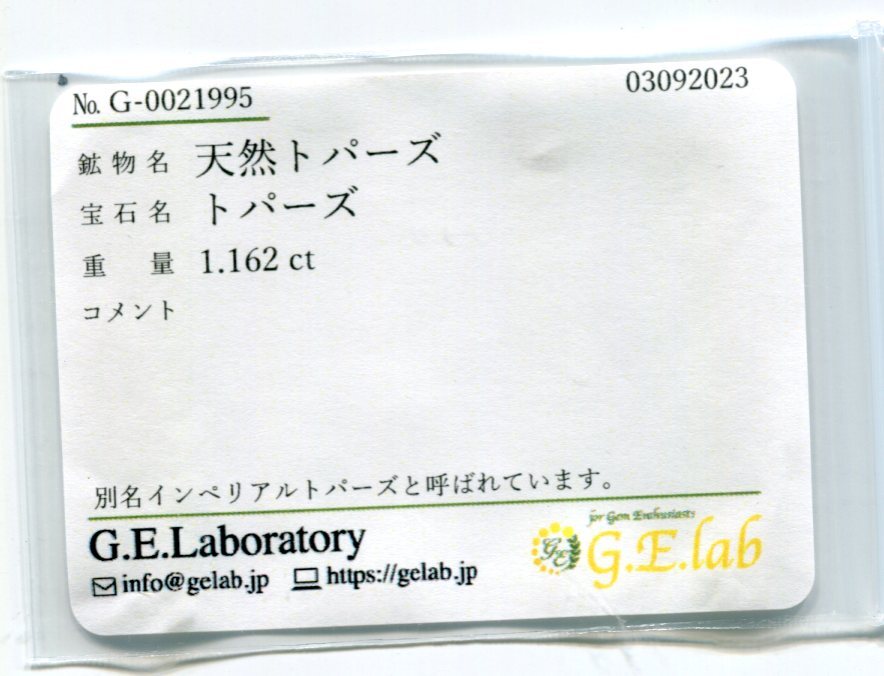 No. G-0021995
03092023
鉱物名 天然トパーズ
宝石名 トパーズ
重 量 1.162 ct
コメント
別名インペリアルトパーズと呼ばれています。
G.E.Laboratory
info@gelab.jp https://gelab.jp
for Gem Enthusiasts
GE G.E.lab